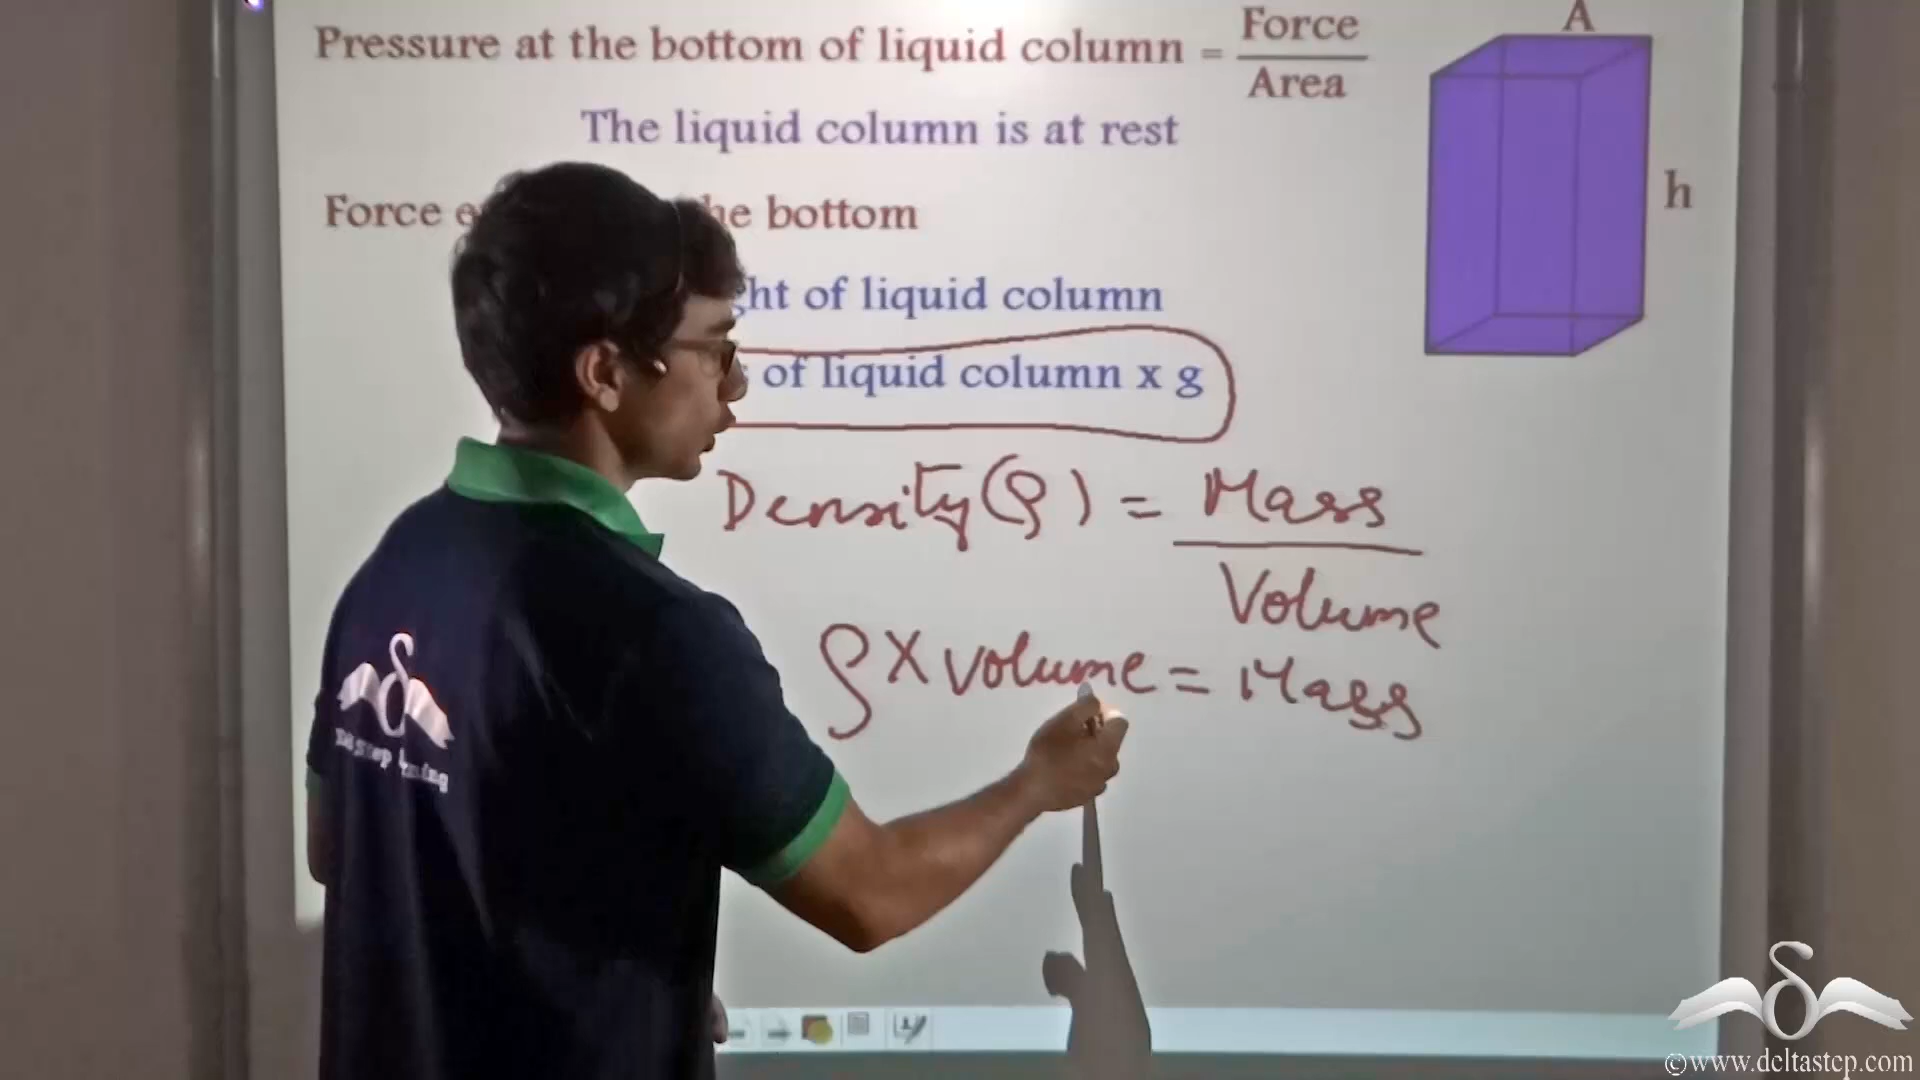 Pressure at the bottom of liquid column = Force / Area
A
The liquid column is at rest
h
Force he bottom
ght of liquid column
of liquid column x g
Density (ρ) = Mass / Volume
ρ X Volume = Mass
©www.deltastep.com